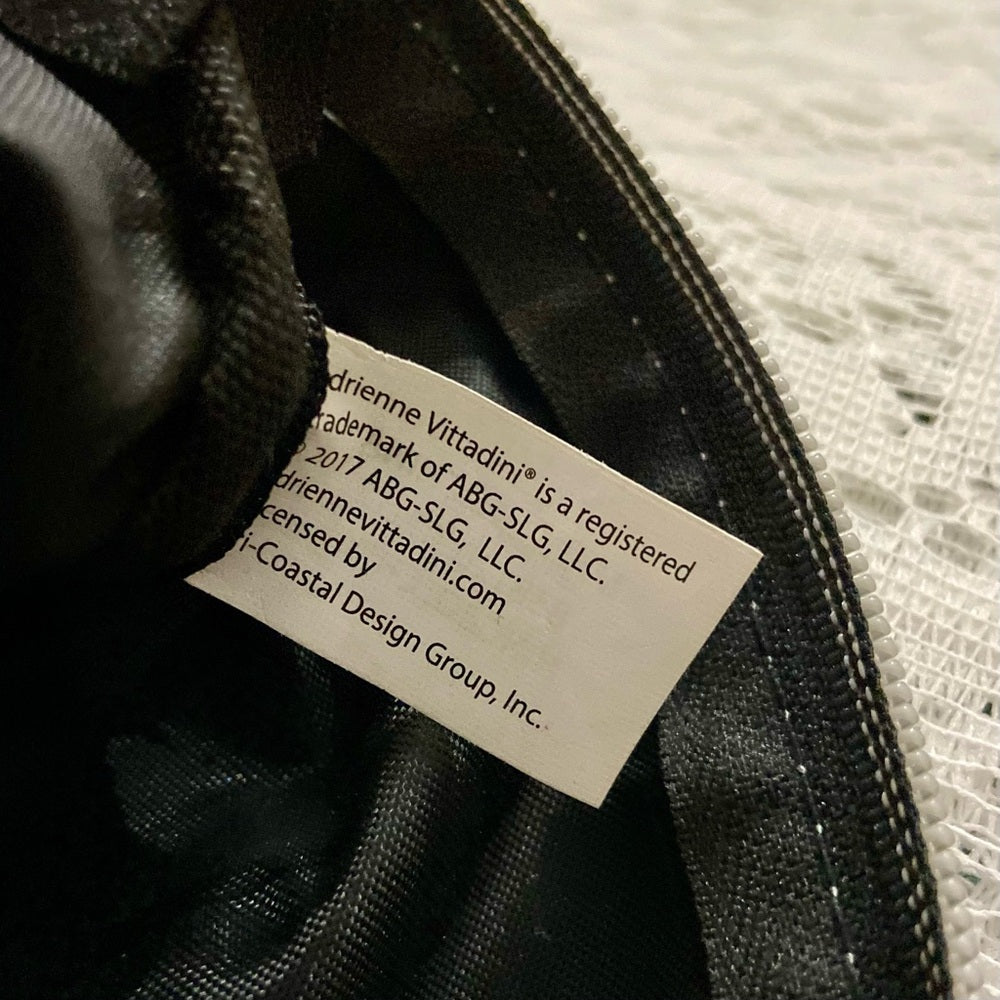 drienne Vittadini® is a registered
rademark of ABG-SLG, LLC.
© 2017 ABG-SLG, LLC.
driennevittadini.com
censed by
ri-Coastal Design Group, Inc.